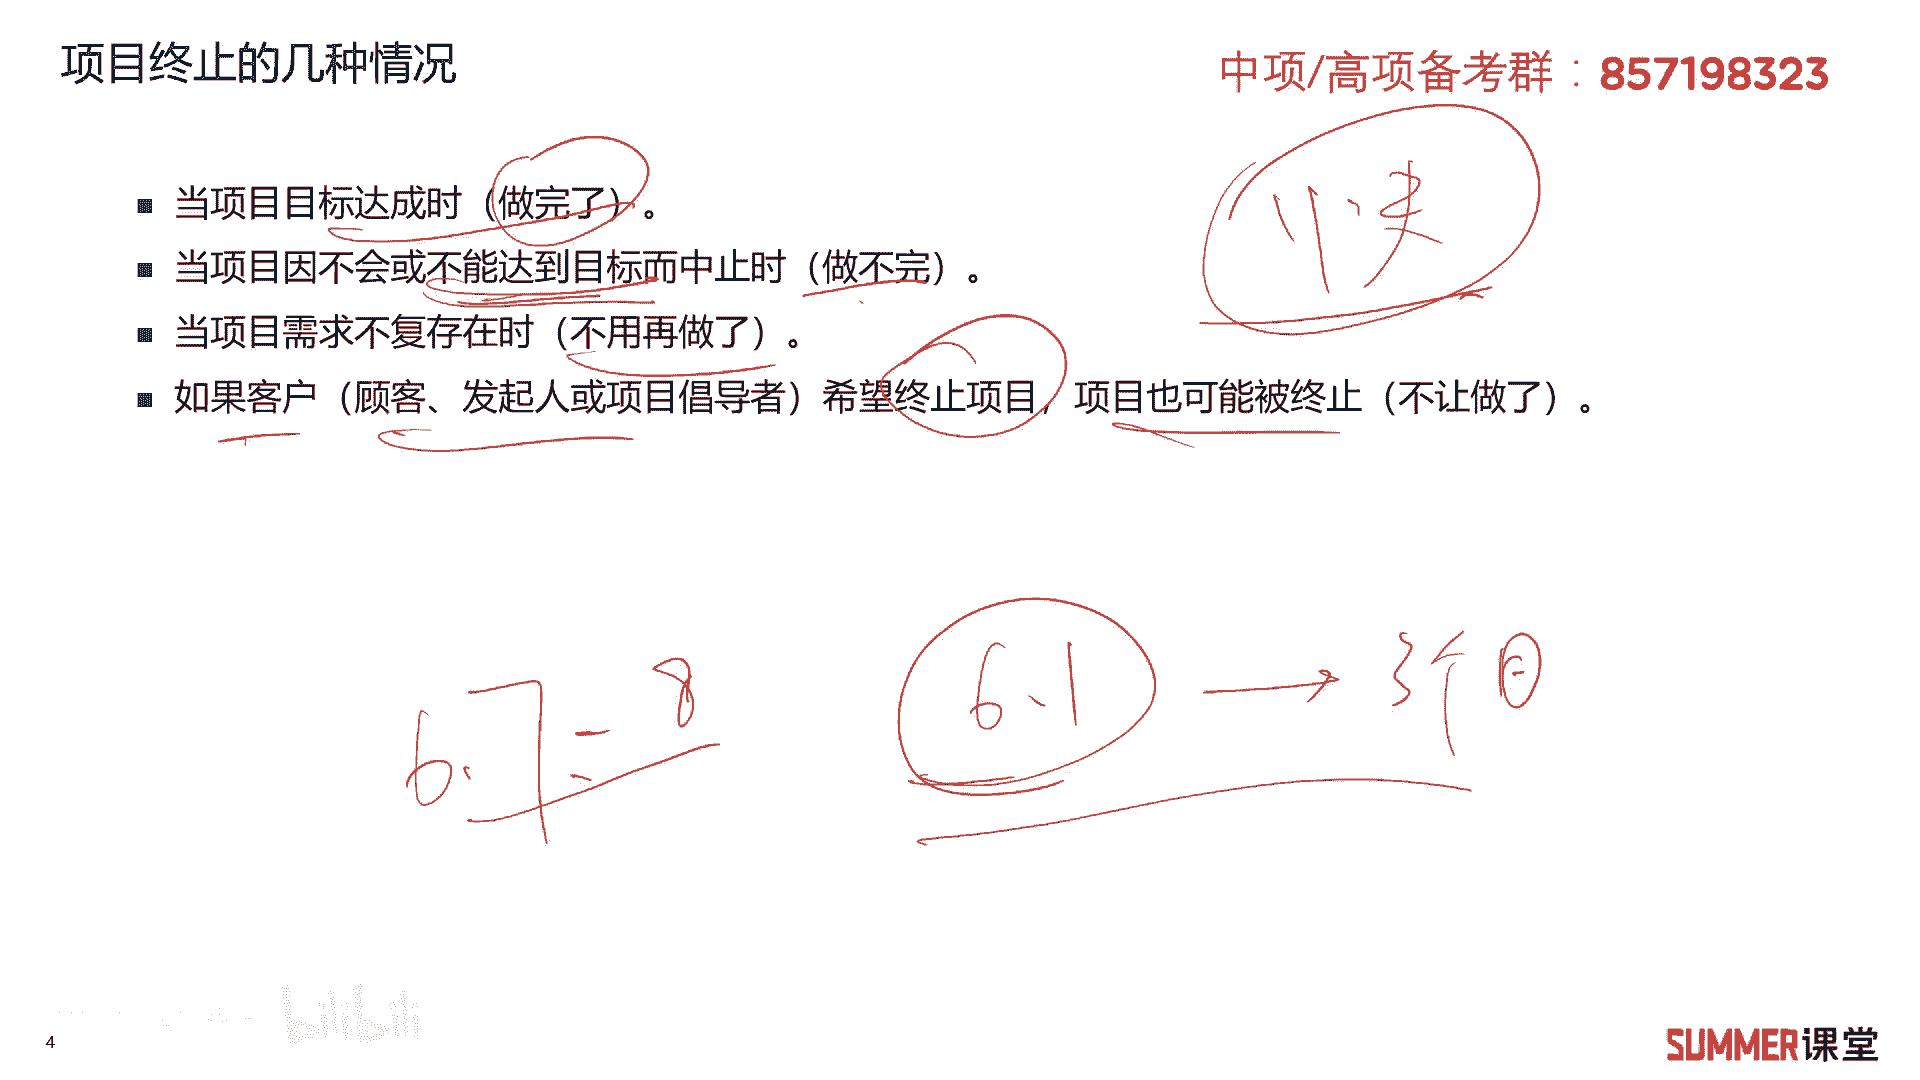 项目终止的几种情况
中项/高项备考群：857198323
■ 当项目目标达成时（做完了）。
■ 当项目因不会或不能达到目标而中止时（做不完）。
■ 当项目需求不复存在时（不用再做了）。
■ 如果客户（顾客、发起人或项目倡导者）希望终止项目，项目也可能被终止（不让做了）。
6.1 → 3个日
6.7 = 8
bilibili
4
SUMMER课堂